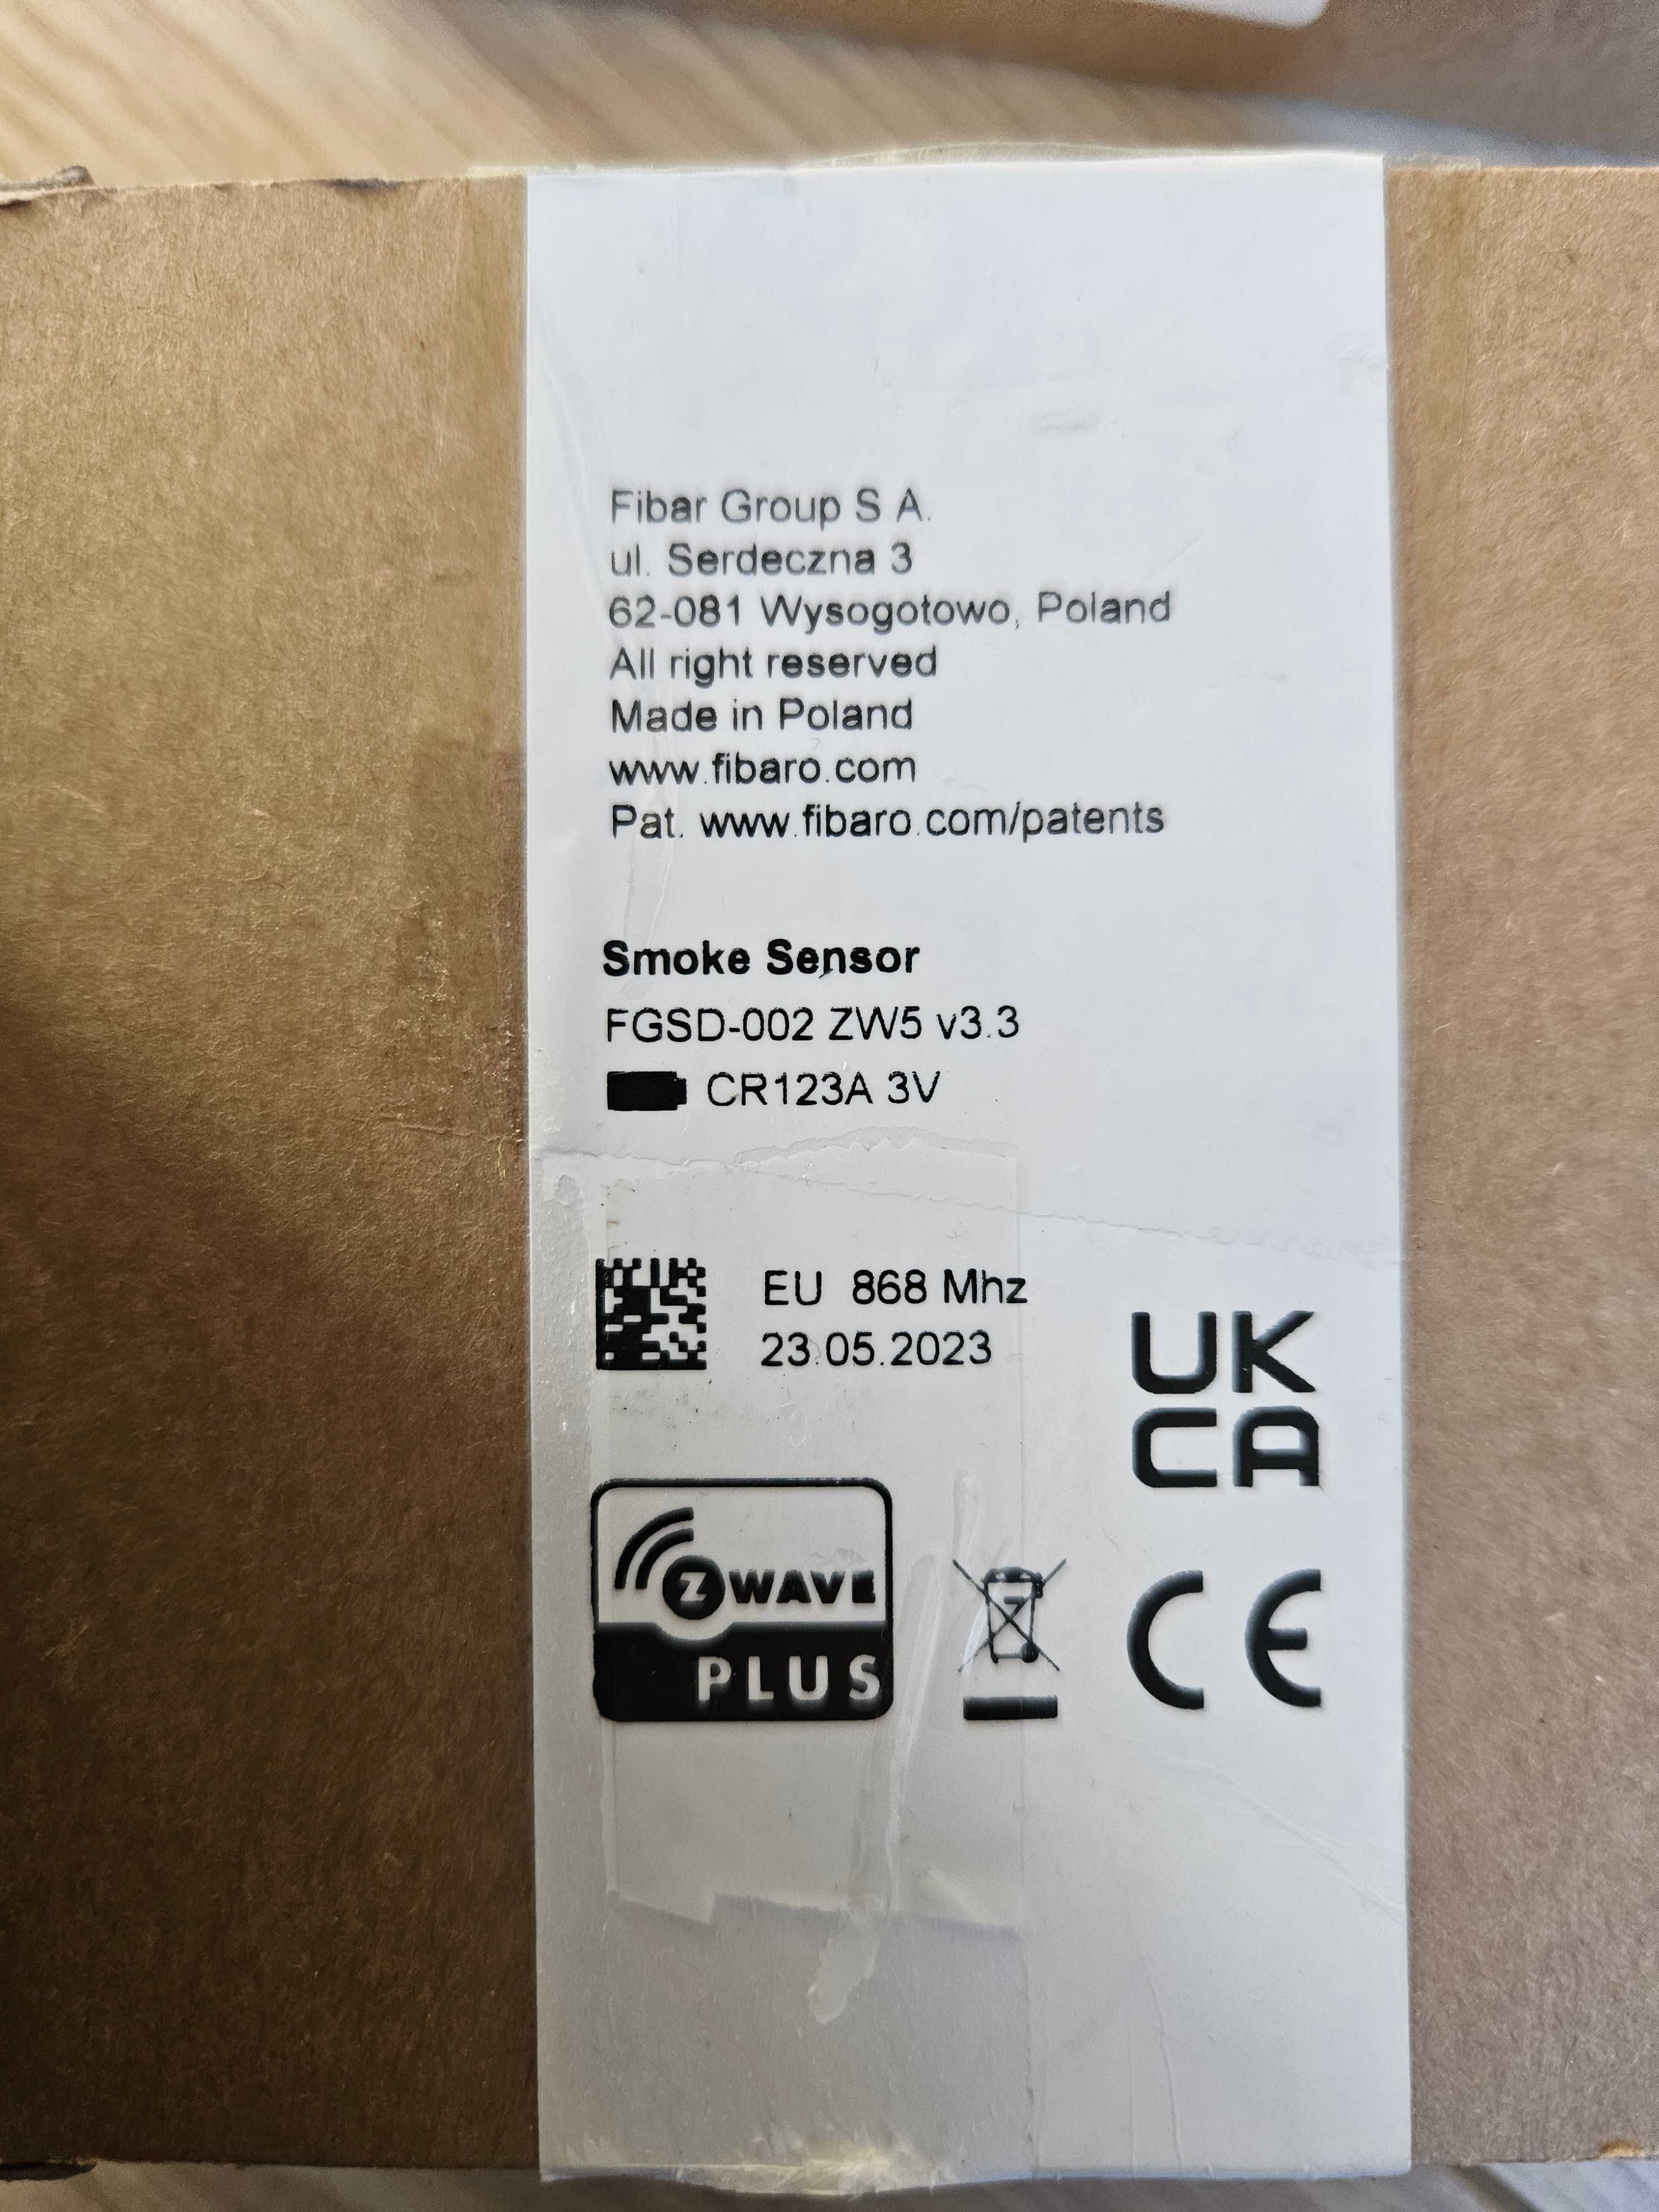 Fibar Group S A.
ul. Serdeczna 3
62-081 Wysogotowo, Poland
All right reserved
Made in Poland
www.fibaro.com
Pat. www.fibaro.com/patents
Smoke Sensor
FGSD-002 ZW5 v3.3
CR123A 3V
EU 868 Mhz
23.05.2023
UK
CA
Z WAVE
PLUS
CE